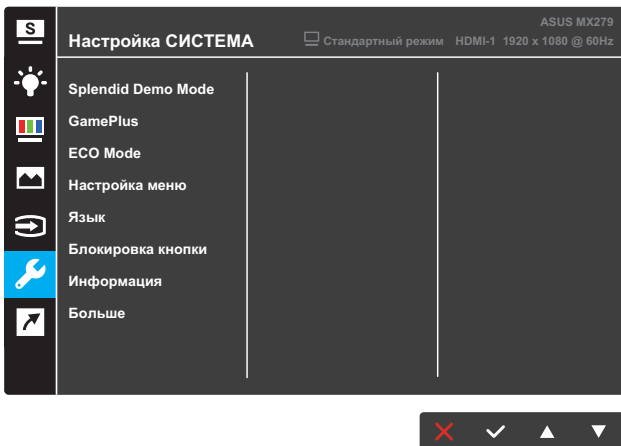 S
ASUS MX279
Настройка СИСТЕМА
Стандартный режим HDMI-1 1920 x 1080 @ 60Hz
Splendid Demo Mode
GamePlus
ECO Mode
Настройка меню
Язык
Блокировка кнопки
Информация
Больше